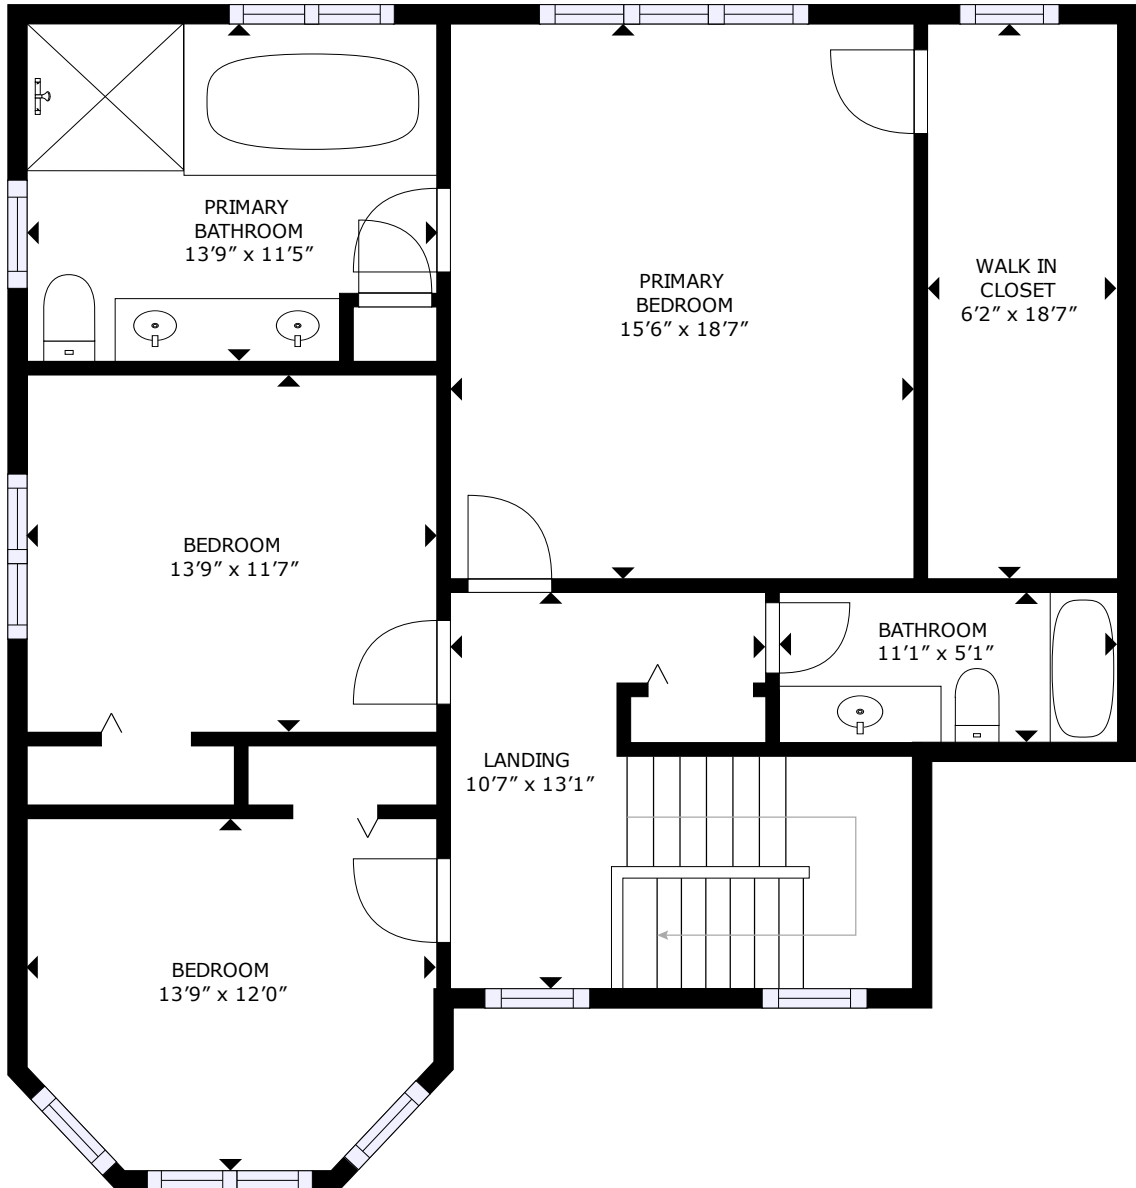 PRIMARY
BATHROOM
13’9” x 11’5”
PRIMARY
BEDROOM
15’6” x 18’7”
WALK IN
CLOSET
6’2” x 18’7”
BEDROOM
13’9” x 11’7”
BATHROOM
11’1” x 5’1”
LANDING
10’7” x 13’1”
BEDROOM
13’9” x 12’0”